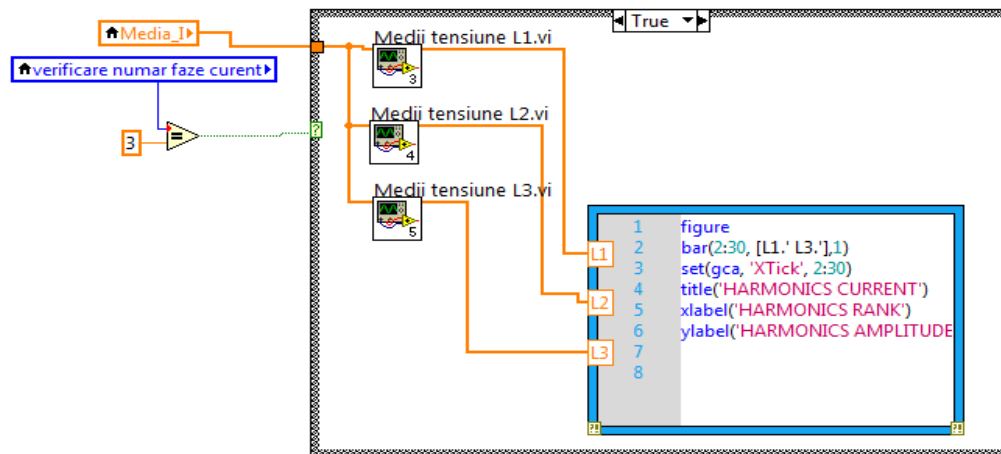 True
Media_I
verificare numar faze curent
3
=
?
Medii tensiune L1.vi
3
Medii tensiune L2.vi
4
Medii tensiune L3.vi
5
L1
L2
L3
1 figure
2 bar(2:30, [L1.' L3.'],1)
3 set(gca, 'XTick', 2:30)
4 title('HARMONICS CURRENT')
5 xlabel('HARMONICS RANK')
6 ylabel('HARMONICS AMPLITUDE
7
8
?!
?!